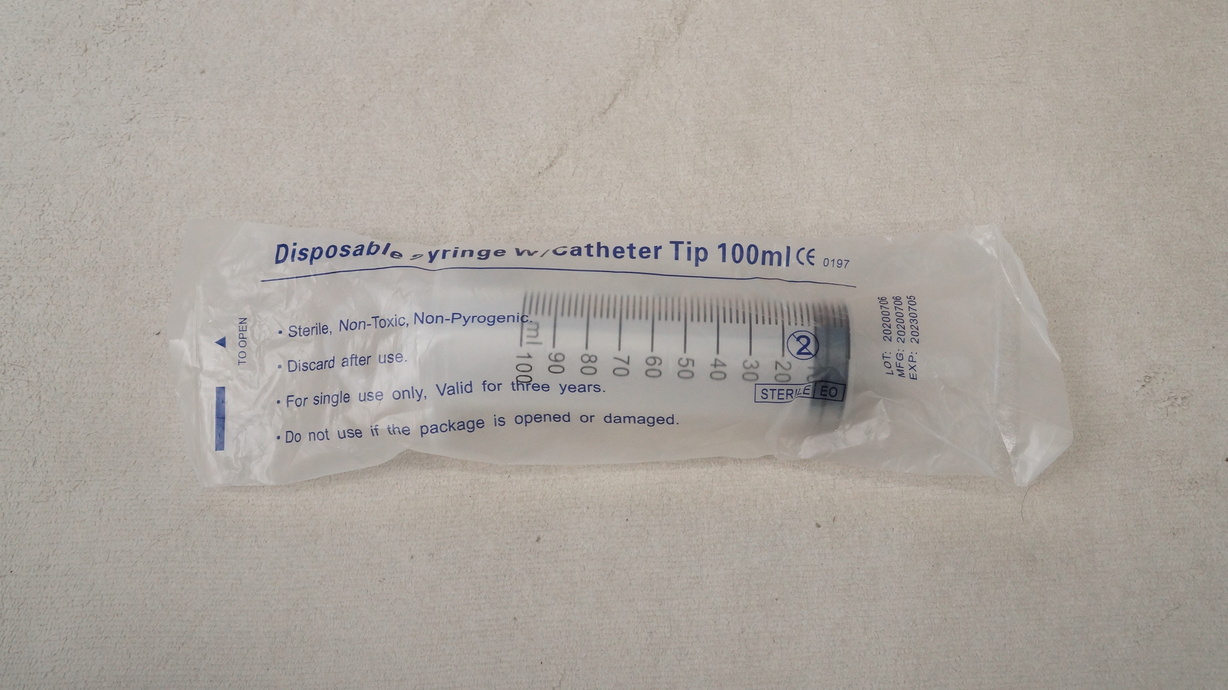 Disposable Syringe W/Catheter Tip 100ml CE 0197
TO OPEN
• Sterile, Non-Toxic, Non-Pyrogenic.
• Discard after use.
• For single use only, Valid for three years.
• Do not use if the package is opened or damaged.
ml
100 90 80 70 60 50 40 30 20 10
2
STERILE EO
LOT: 20200706
MFG: 20200706
EXP: 20230705